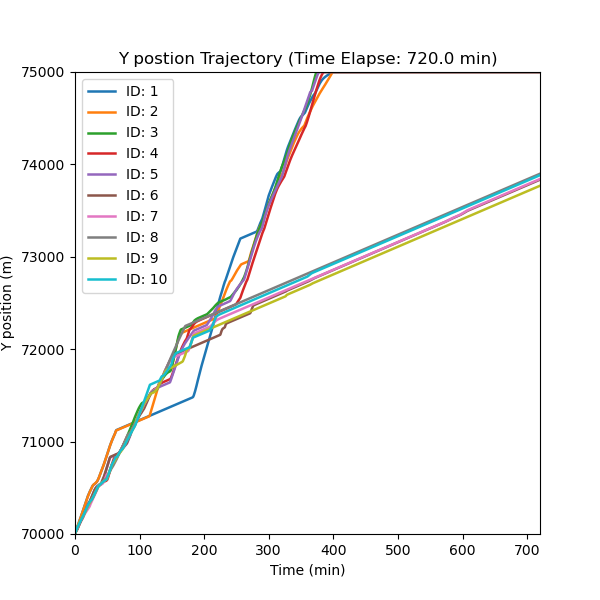 Y postion Trajectory (Time Elapse: 720.0 min)
75000
74000
73000
72000
71000
70000
Y position (m)
ID: 1
ID: 2
ID: 3
ID: 4
ID: 5
ID: 6
ID: 7
ID: 8
ID: 9
ID: 10
0 100 200 300 400 500 600 700
Time (min)